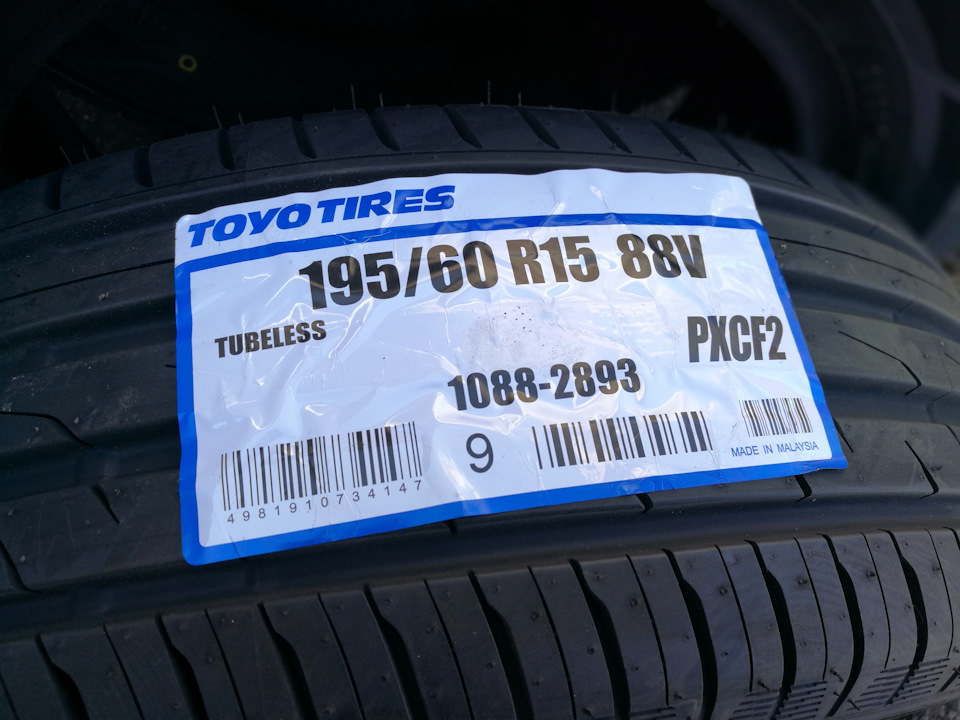 TOYO TIRES
195/60 R15 88V
TUBELESS
PXCF2
1088-2893
9
4981910734147
MADE IN MALAYSIA